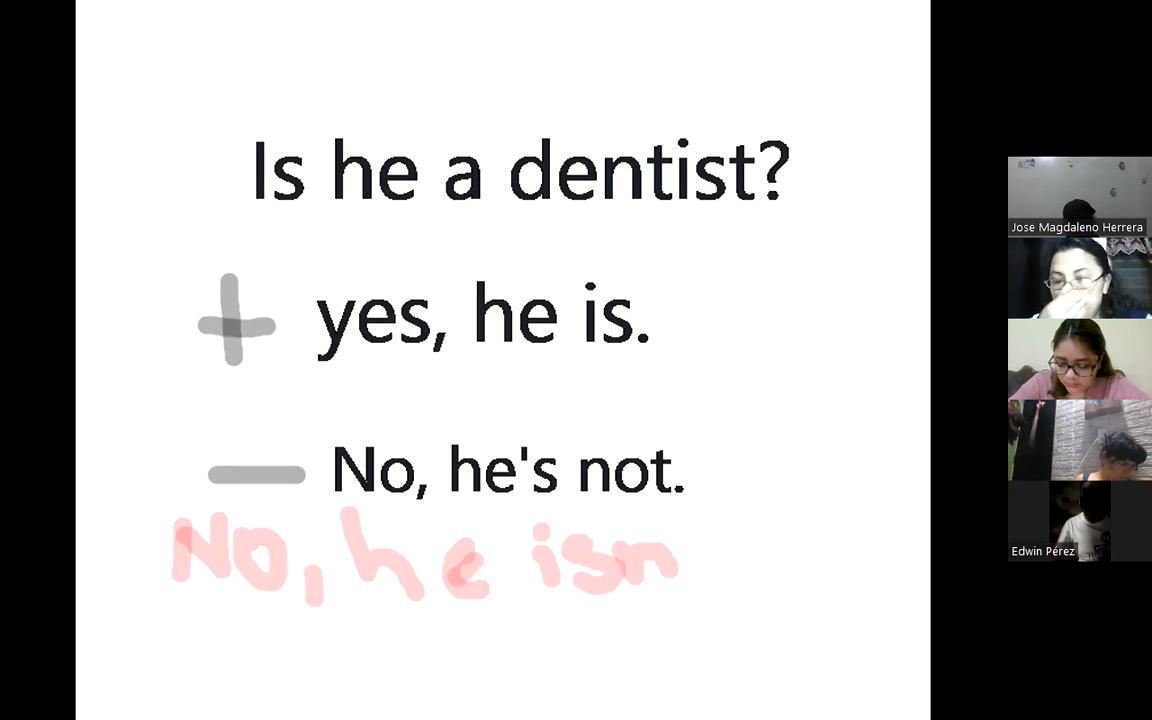 Is he a dentist?
+ yes, he is.
− No, he's not.
No, he isn
Jose Magdaleno Herrera
Edwin Pérez